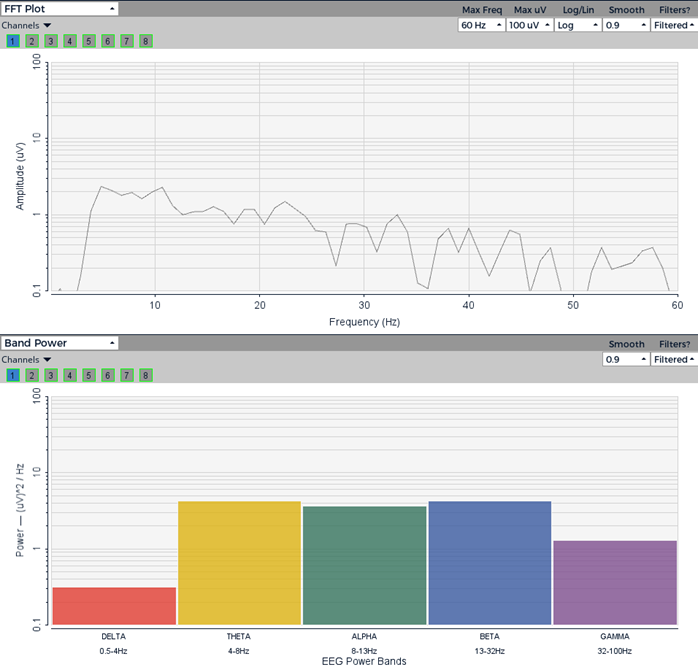 FFT Plot
Max Freq Max uV Log/Lin Smooth Filters?
Channels 60 Hz 100 uV Log 0.9 Filtered
1 2 3 4 5 6 7 8
100
10
1
0.1
Amplitude (uV)
10 20 30 40 50 60
Frequency (Hz)
Band Power
Smooth Filters?
Channels 0.9 Filtered
1 2 3 4 5 6 7 8
100
10
1
0.1
Power — (uV)^2 / Hz
DELTA THETA ALPHA BETA GAMMA
0.5-4Hz 4-8Hz 8-13Hz 13-32Hz 32-100Hz
EEG Power Bands